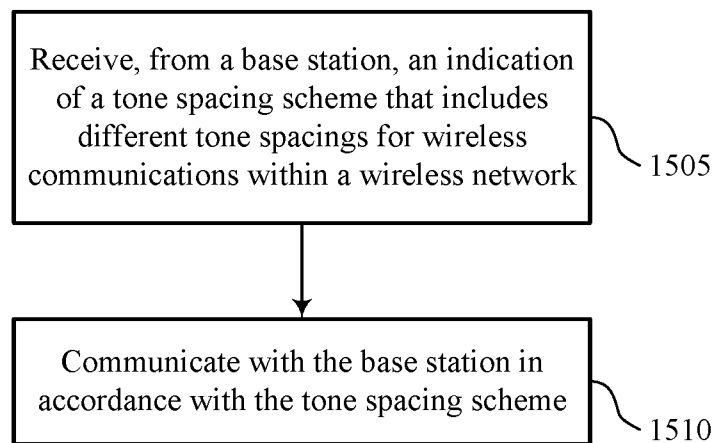 Receive, from a base station, an indication
of a tone spacing scheme that includes
different tone spacings for wireless
communications within a wireless network
1505
Communicate with the base station in
accordance with the tone spacing scheme
1510